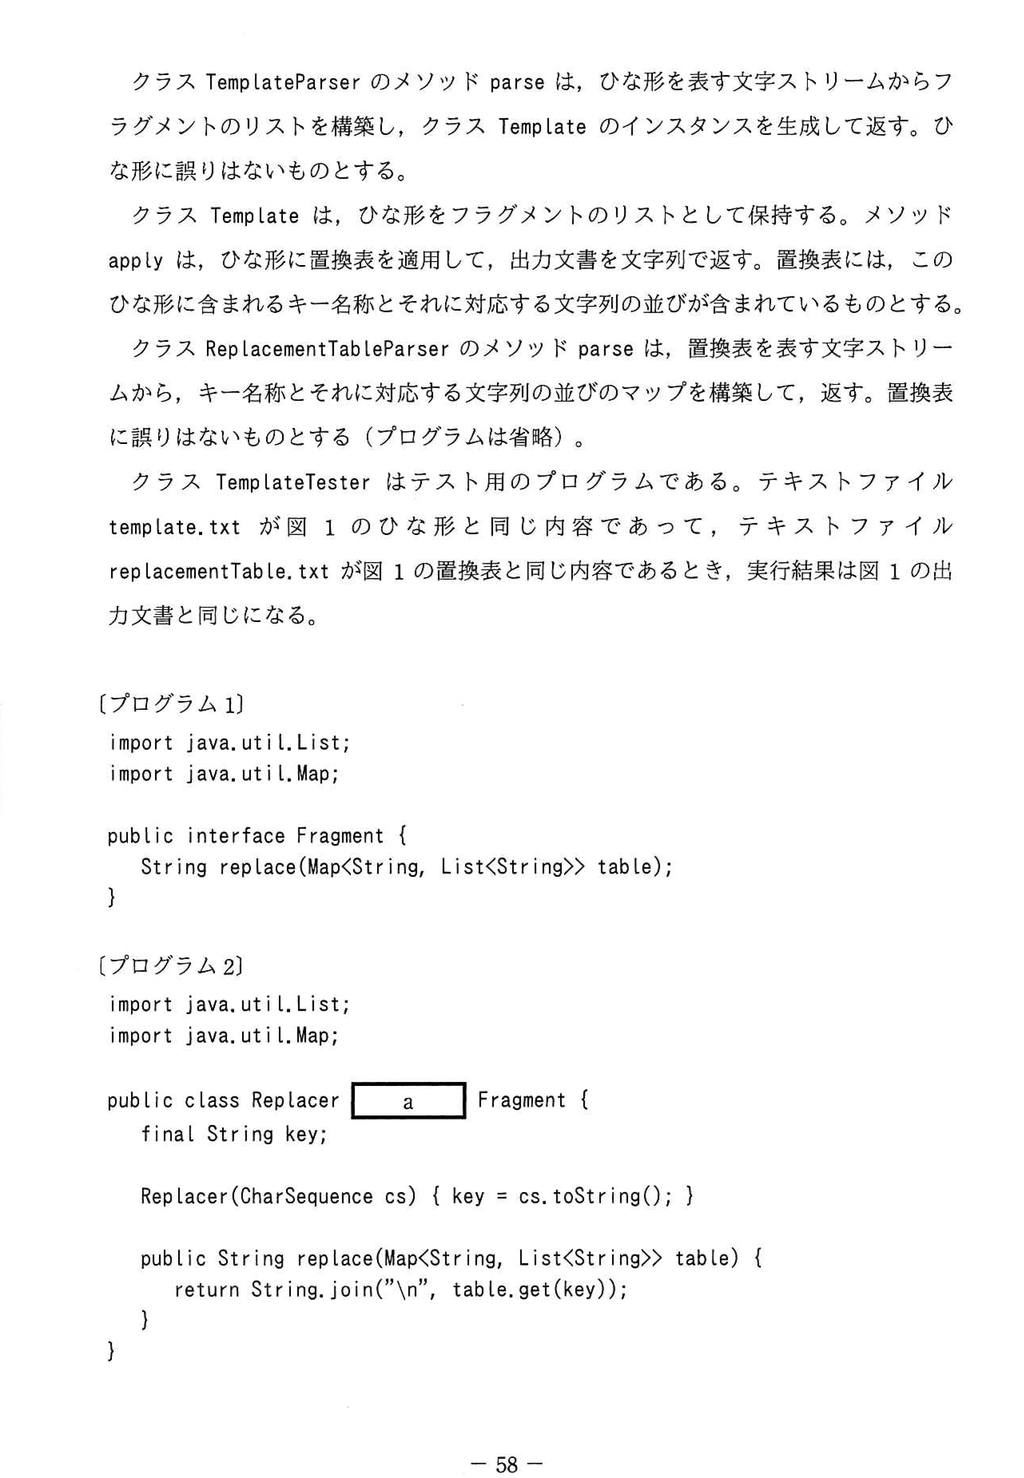 クラス TemplateParser のメソッド parse は，ひな形を表す文字ストリームからフ
ラグメントのリストを構築し，クラス Template のインスタンスを生成して返す。ひ
な形に誤りはないものとする。
クラス Template は，ひな形をフラグメントのリストとして保持する。メソッド
apply は，ひな形に置換表を適用して，出力文書を文字列で返す。置換表には，この
ひな形に含まれるキー名称とそれに対応する文字列の並びが含まれているものとする。
クラス ReplacementTableParser のメソッド parse は，置換表を表す文字ストリー
ムから，キー名称とそれに対応する文字列の並びのマップを構築して，返す。置換表
に誤りはないものとする（プログラムは省略）。
クラス TemplateTester はテスト用のプログラムである。テキストファイル
template.txt が図 1 のひな形と同じ内容であって，テキストファイル
replacementTable.txt が図 1 の置換表と同じ内容であるとき，実行結果は図 1 の出
力文書と同じになる。
〔プログラム 1〕
import java.util.List;
import java.util.Map;
public interface Fragment {
String replace(Map<String, List<String>> table);
}
〔プログラム 2〕
import java.util.List;
import java.util.Map;
public class Replacer a Fragment {
final String key;
Replacer(CharSequence cs) { key = cs.toString(); }
public String replace(Map<String, List<String>> table) {
return String.join("\n", table.get(key));
}
}
－ 58 －